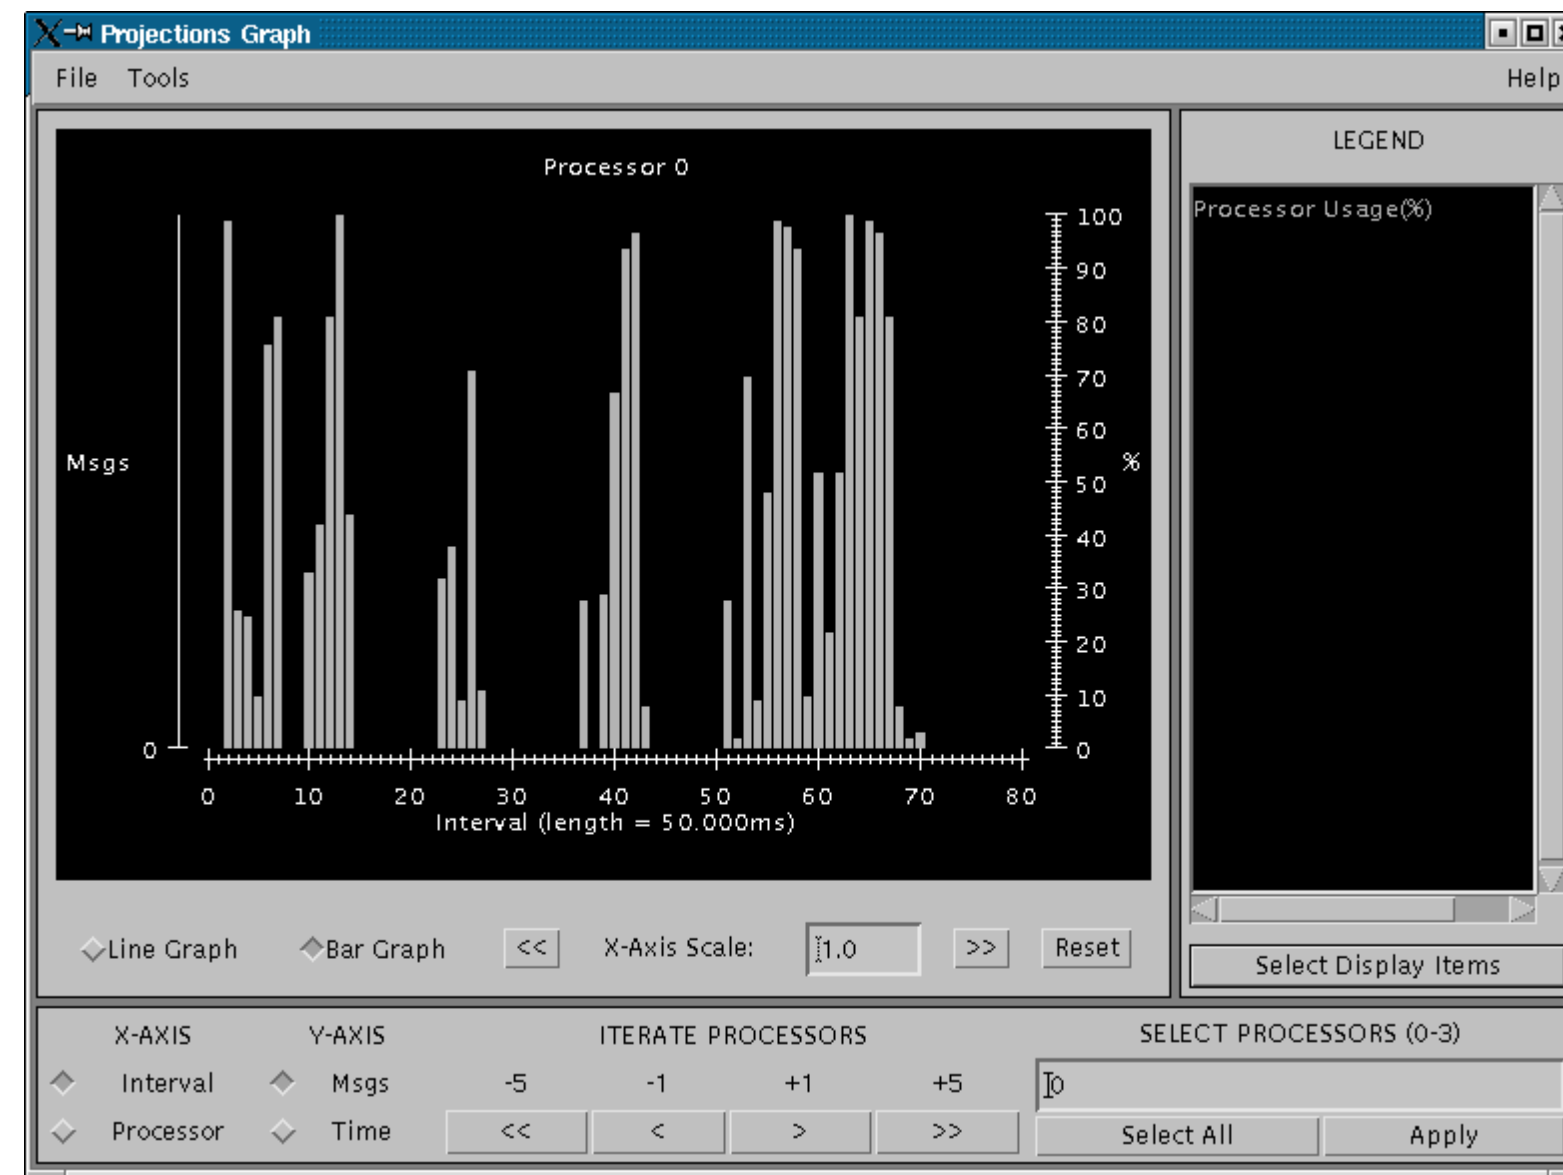 Projections Graph
File Tools Help
Processor 0
LEGEND
Processor Usage(%)
Msgs
0
100
90
80
70
60
50
40
30
20
10
0
%
0 10 20 30 40 50 60 70 80
Interval (length = 50.000ms)
Line Graph Bar Graph << X-Axis Scale: 1.0 >> Reset
Select Display Items
X-AXIS Y-AXIS ITERATE PROCESSORS SELECT PROCESSORS (0-3)
Interval Msgs -5 -1 +1 +5 0
Processor Time << < > >> Select All Apply